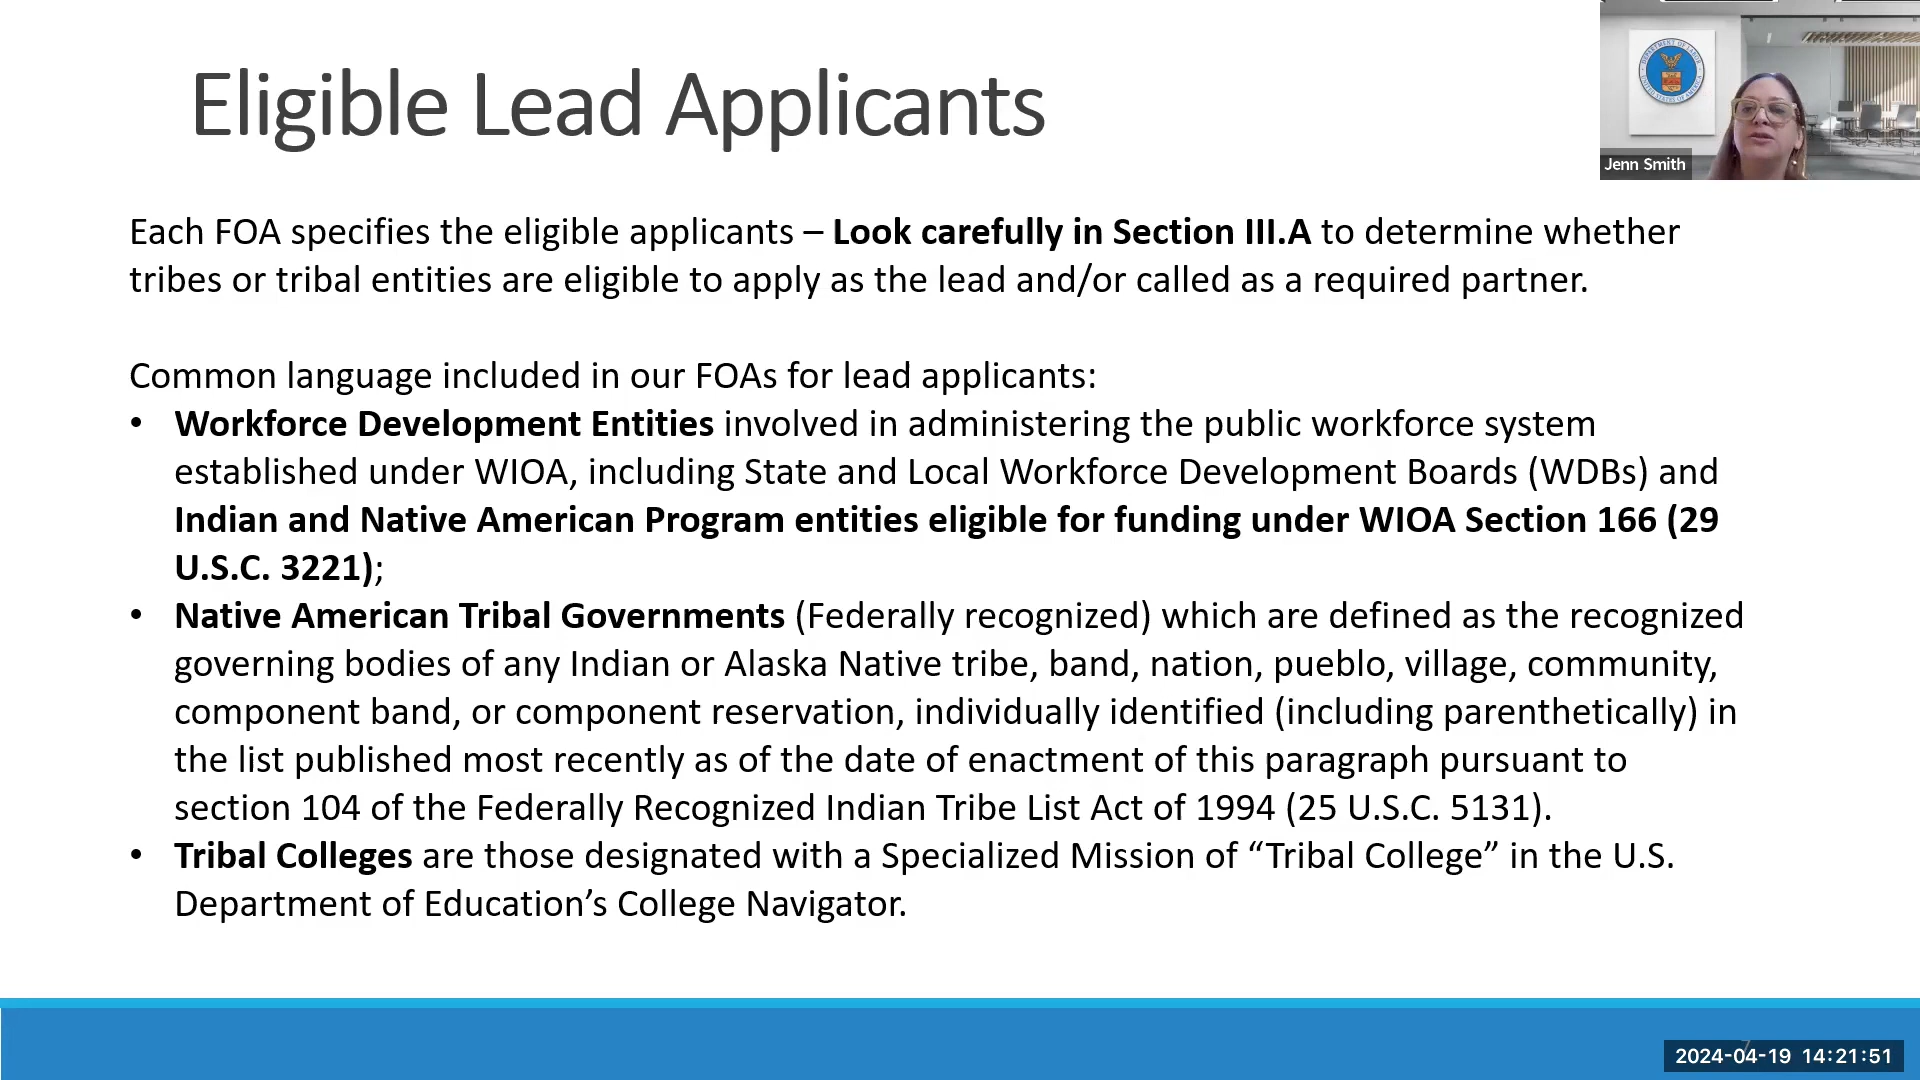 Eligible Lead Applicants
Jenn Smith
Each FOA specifies the eligible applicants – Look carefully in Section III.A to determine whether
tribes or tribal entities are eligible to apply as the lead and/or called as a required partner.
Common language included in our FOAs for lead applicants:
• Workforce Development Entities involved in administering the public workforce system
established under WIOA, including State and Local Workforce Development Boards (WDBs) and
Indian and Native American Program entities eligible for funding under WIOA Section 166 (29
U.S.C. 3221);
• Native American Tribal Governments (Federally recognized) which are defined as the recognized
governing bodies of any Indian or Alaska Native tribe, band, nation, pueblo, village, community,
component band, or component reservation, individually identified (including parenthetically) in
the list published most recently as of the date of enactment of this paragraph pursuant to
section 104 of the Federally Recognized Indian Tribe List Act of 1994 (25 U.S.C. 5131).
• Tribal Colleges are those designated with a Specialized Mission of “Tribal College” in the U.S.
Department of Education’s College Navigator.
2024-04-19 14:21:51